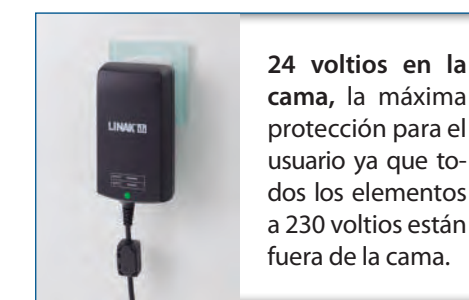 LINAK
24 voltios en la
cama, la máxima
protección para el
usuario ya que to-
dos los elementos
a 230 voltios están
fuera de la cama.